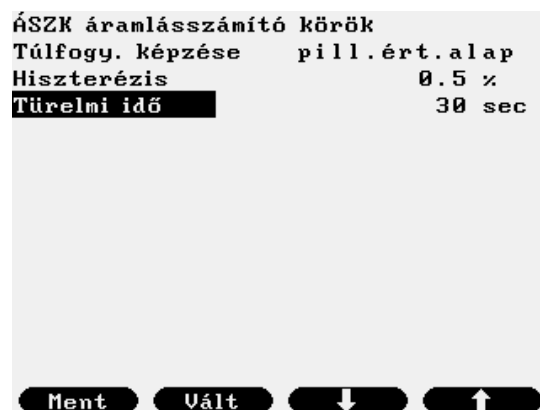 ÁSZK áramlásszámító körök
Túlfogy. képzése pill.ért.alap
Hiszterézis 0.5 %
Türelmi idő 30 sec
Ment Vált ↓ ↑